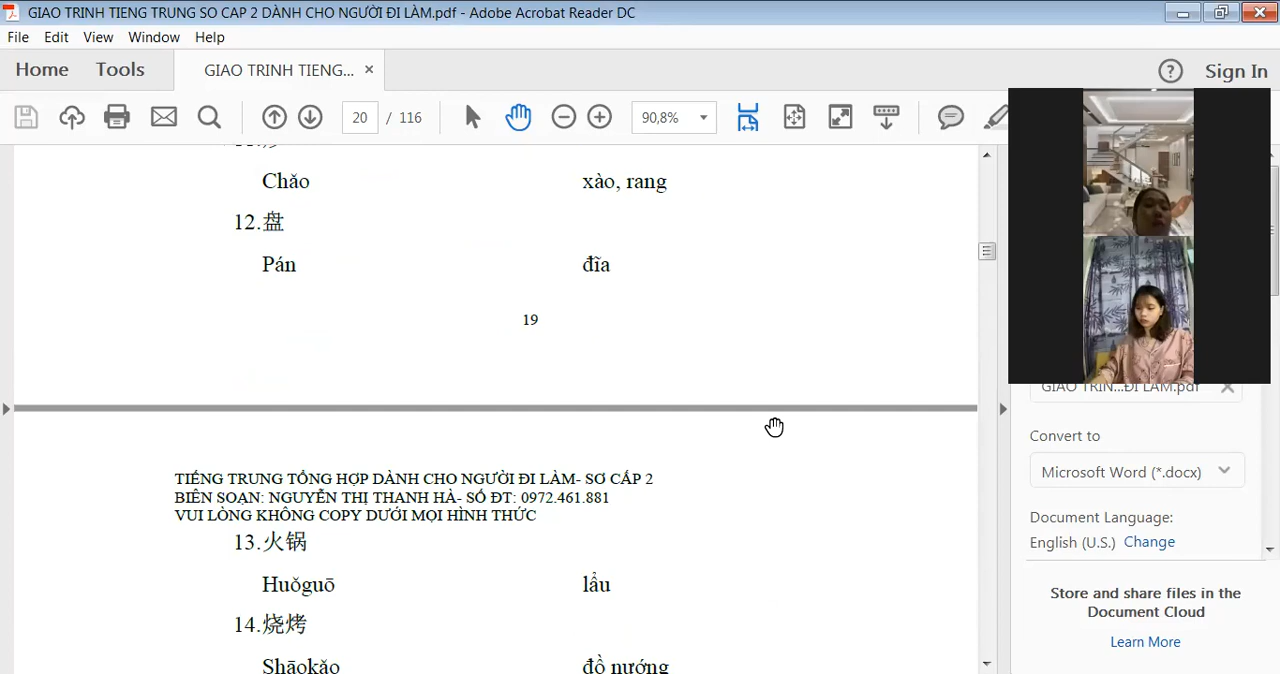 GIAO TRINH TIENG TRUNG SO CAP 2 DÀNH CHO NGƯỜI ĐI LÀM.pdf - Adobe Acrobat Reader DC
File Edit View Window Help
Home Tools GIAO TRINH TIENG... × ? Sign In
20 / 116 90,8%
Chǎo xào, rang
12.盘
Pán đĩa
19
TIẾNG TRUNG TỔNG HỢP DÀNH CHO NGƯỜI ĐI LÀM- SƠ CẤP 2
BIÊN SOẠN: NGUYỄN THỊ THANH HÀ- SỐ ĐT: 0972.461.881
VUI LÒNG KHÔNG COPY DƯỚI MỌI HÌNH THỨC
13.火锅
Huǒguō lẩu
14.烧烤
Shāokǎo đồ nướng
GIAO TRIN...ĐI LAM.pdf
Convert to
Microsoft Word (*.docx)
Document Language:
English (U.S.) Change
Store and share files in the
Document Cloud
Learn More